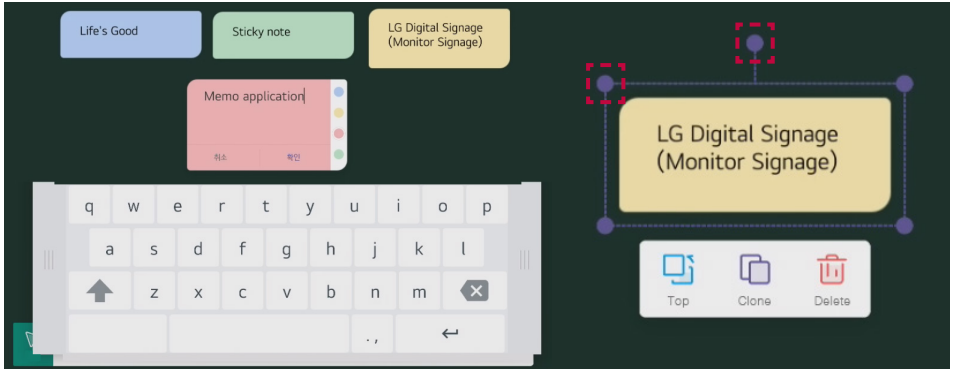 Life's Good
Sticky note
LG Digital Signage
(Monitor Signage)
Memo application
취소 확인
q w e r t y u i o p
a s d f g h j k l
z x c v b n m
. ,
LG Digital Signage
(Monitor Signage)
Top Clone Delete